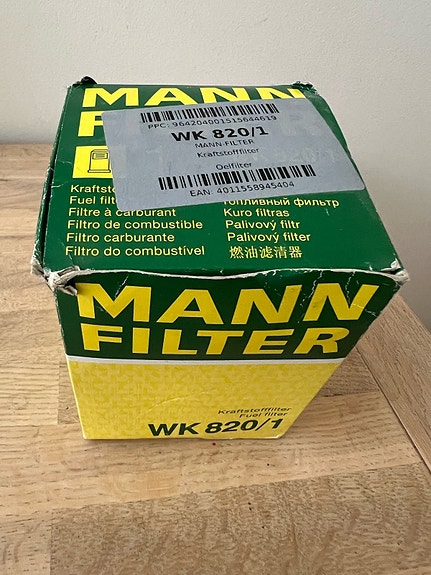 MANN
FILTER
PPC: 964204001515644619
WK 820/1
MANN-FILTER
Kraftstofffilter
Oelfilter
EAN: 4011558945404
Kraftsto
Fuel filt
Filtre à carburant
Filtro de combustible
Filtro carburante
Filtro do combustível
Топливный фильтр
Kuro filtras
Palivový filtr
Palivový filter
燃油滤清器
MANN
FILTER
Kraftstofffilter
Fuel filter
WK 820/1